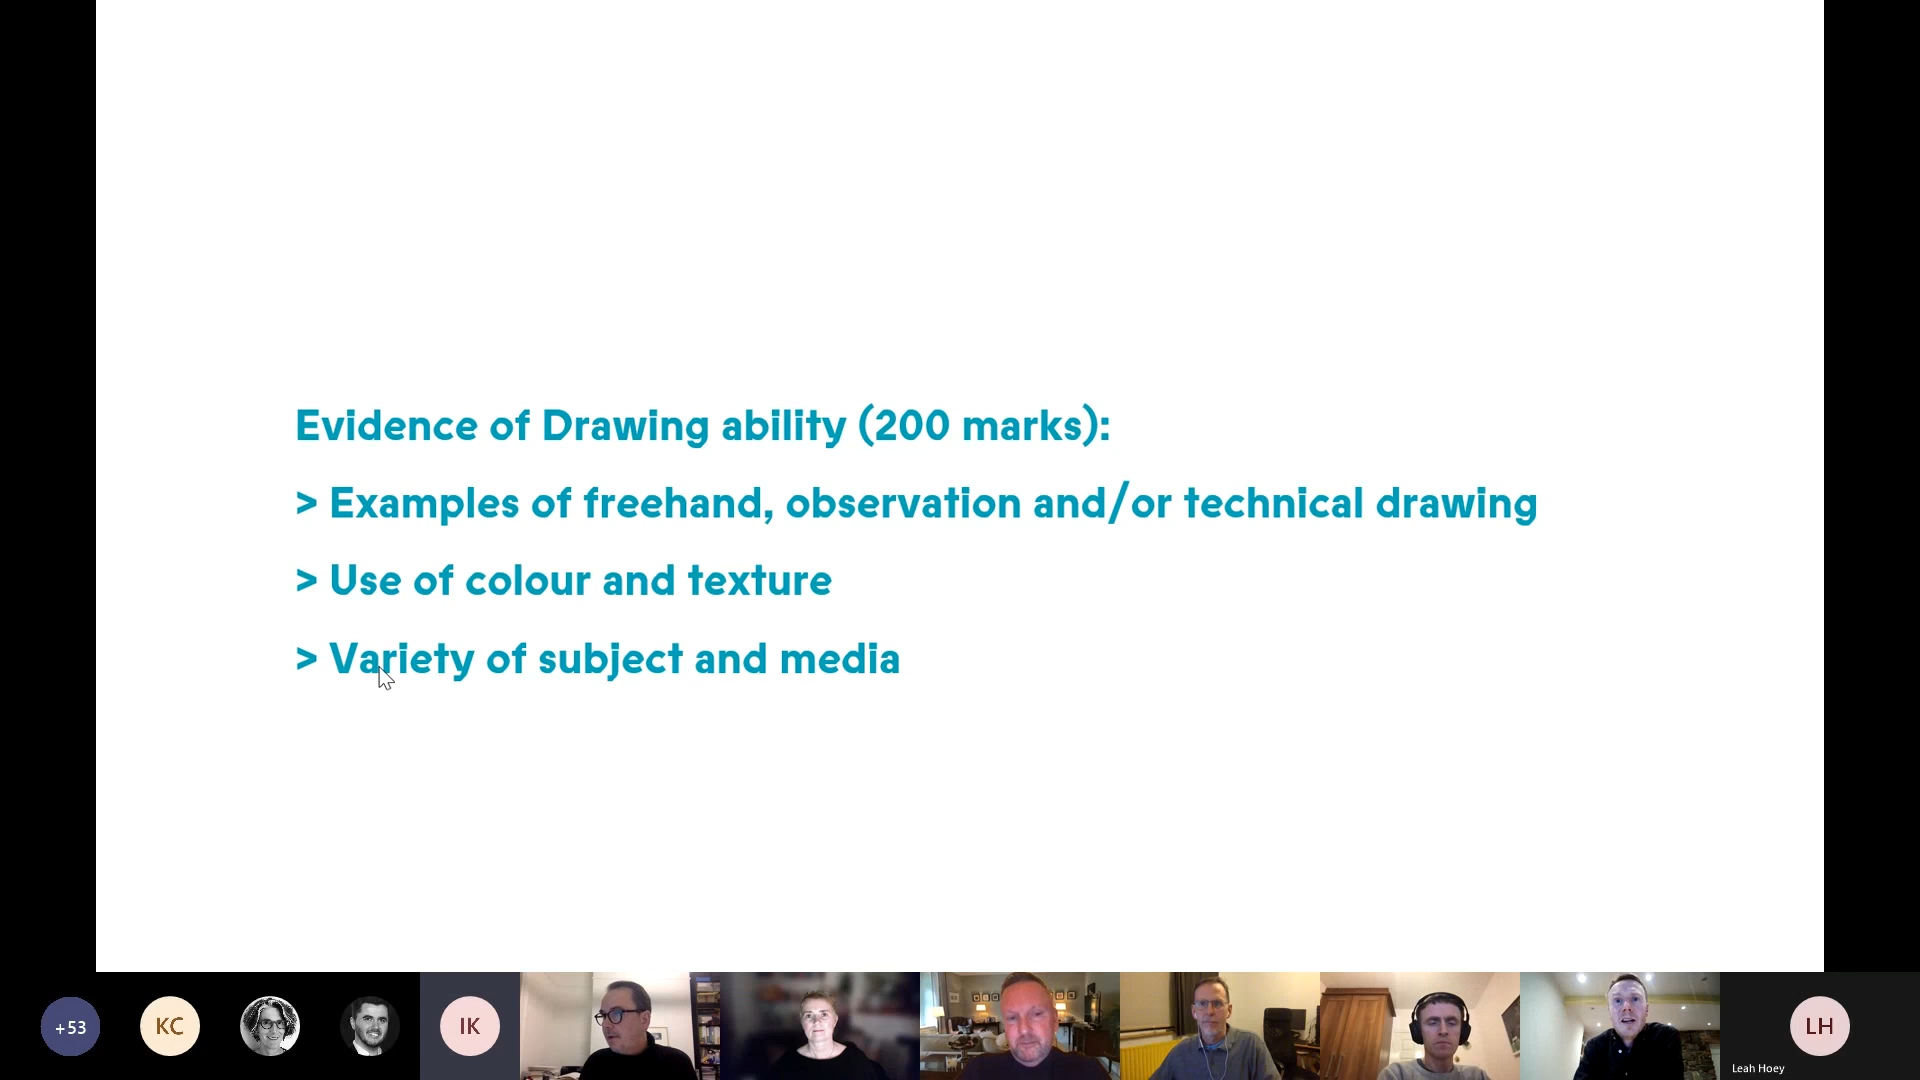 Evidence of Drawing ability (200 marks):
> Examples of freehand, observation and/or technical drawing
> Use of colour and texture
> Variety of subject and media
+53
KC
IK
LH
Leah Hoey